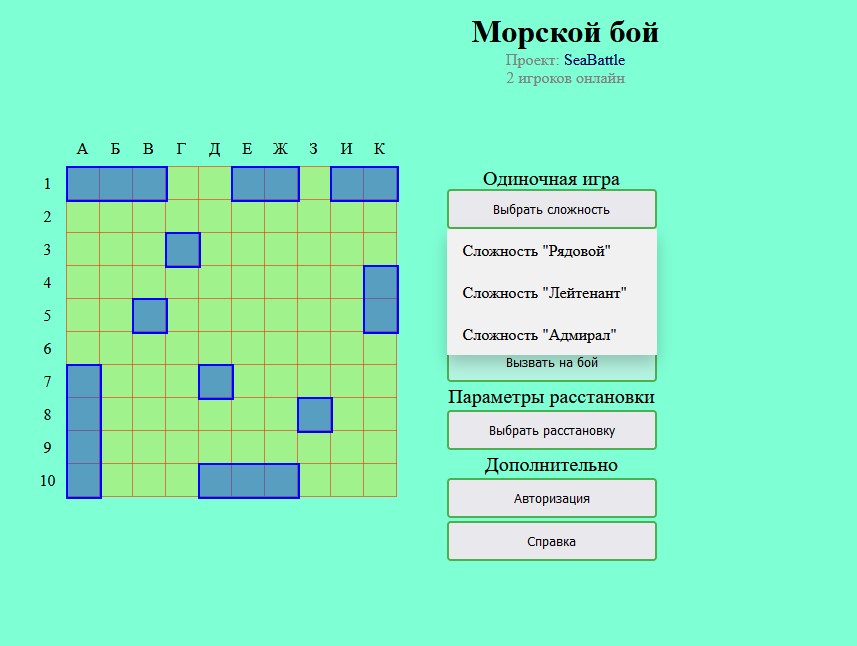 Морской бой
Проект: SeaBattle
2 игроков онлайн
А Б В Г Д Е Ж З И К
1
2
3
4
5
6
7
8
9
10
Одиночная игра
Выбрать сложность
Сложность "Рядовой"
Сложность "Лейтенант"
Сложность "Адмирал"
Вызвать на бой
Параметры расстановки
Выбрать расстановку
Дополнительно
Авторизация
Справка